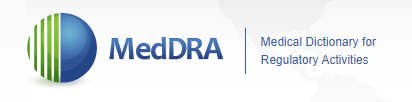 MedDRA
Medical Dictionary for
Regulatory Activities